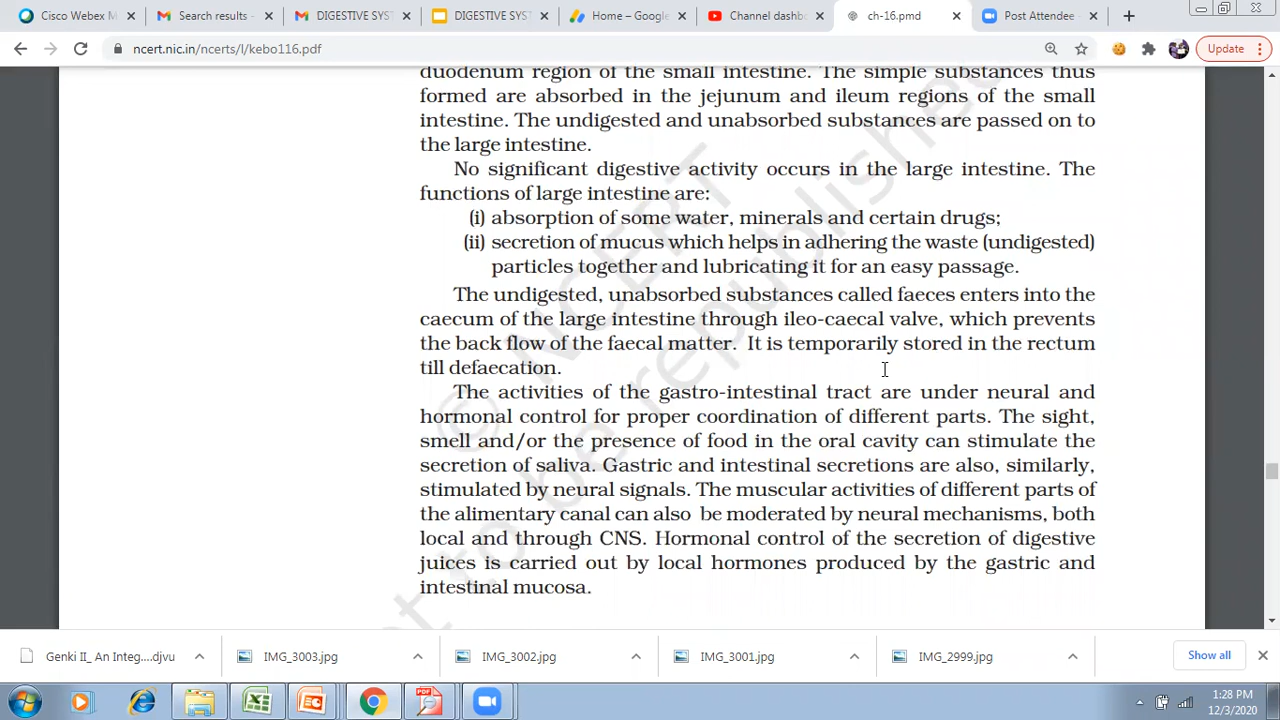 Cisco Webex M
Search results -
DIGESTIVE SYST
DIGESTIVE SYST
Home – Google
Channel dashb
ch-16.pmd
Post Attendee -
ncert.nic.in/ncerts/l/kebo116.pdf
Update
duodenum region of the small intestine. The simple substances thus
formed are absorbed in the jejunum and ileum regions of the small
intestine. The undigested and unabsorbed substances are passed on to
the large intestine.
No significant digestive activity occurs in the large intestine. The
functions of large intestine are:
(i) absorption of some water, minerals and certain drugs;
(ii) secretion of mucus which helps in adhering the waste (undigested)
particles together and lubricating it for an easy passage.
The undigested, unabsorbed substances called faeces enters into the
caecum of the large intestine through ileo-caecal valve, which prevents
the back flow of the faecal matter. It is temporarily stored in the rectum
till defaecation.
The activities of the gastro-intestinal tract are under neural and
hormonal control for proper coordination of different parts. The sight,
smell and/or the presence of food in the oral cavity can stimulate the
secretion of saliva. Gastric and intestinal secretions are also, similarly,
stimulated by neural signals. The muscular activities of different parts of
the alimentary canal can also be moderated by neural mechanisms, both
local and through CNS. Hormonal control of the secretion of digestive
juices is carried out by local hormones produced by the gastric and
intestinal mucosa.
© NCERT
not to be republished
Genki II_ An Integ....djvu
IMG_3003.jpg
IMG_3002.jpg
IMG_3001.jpg
IMG_2999.jpg
Show all
1:28 PM
12/3/2020